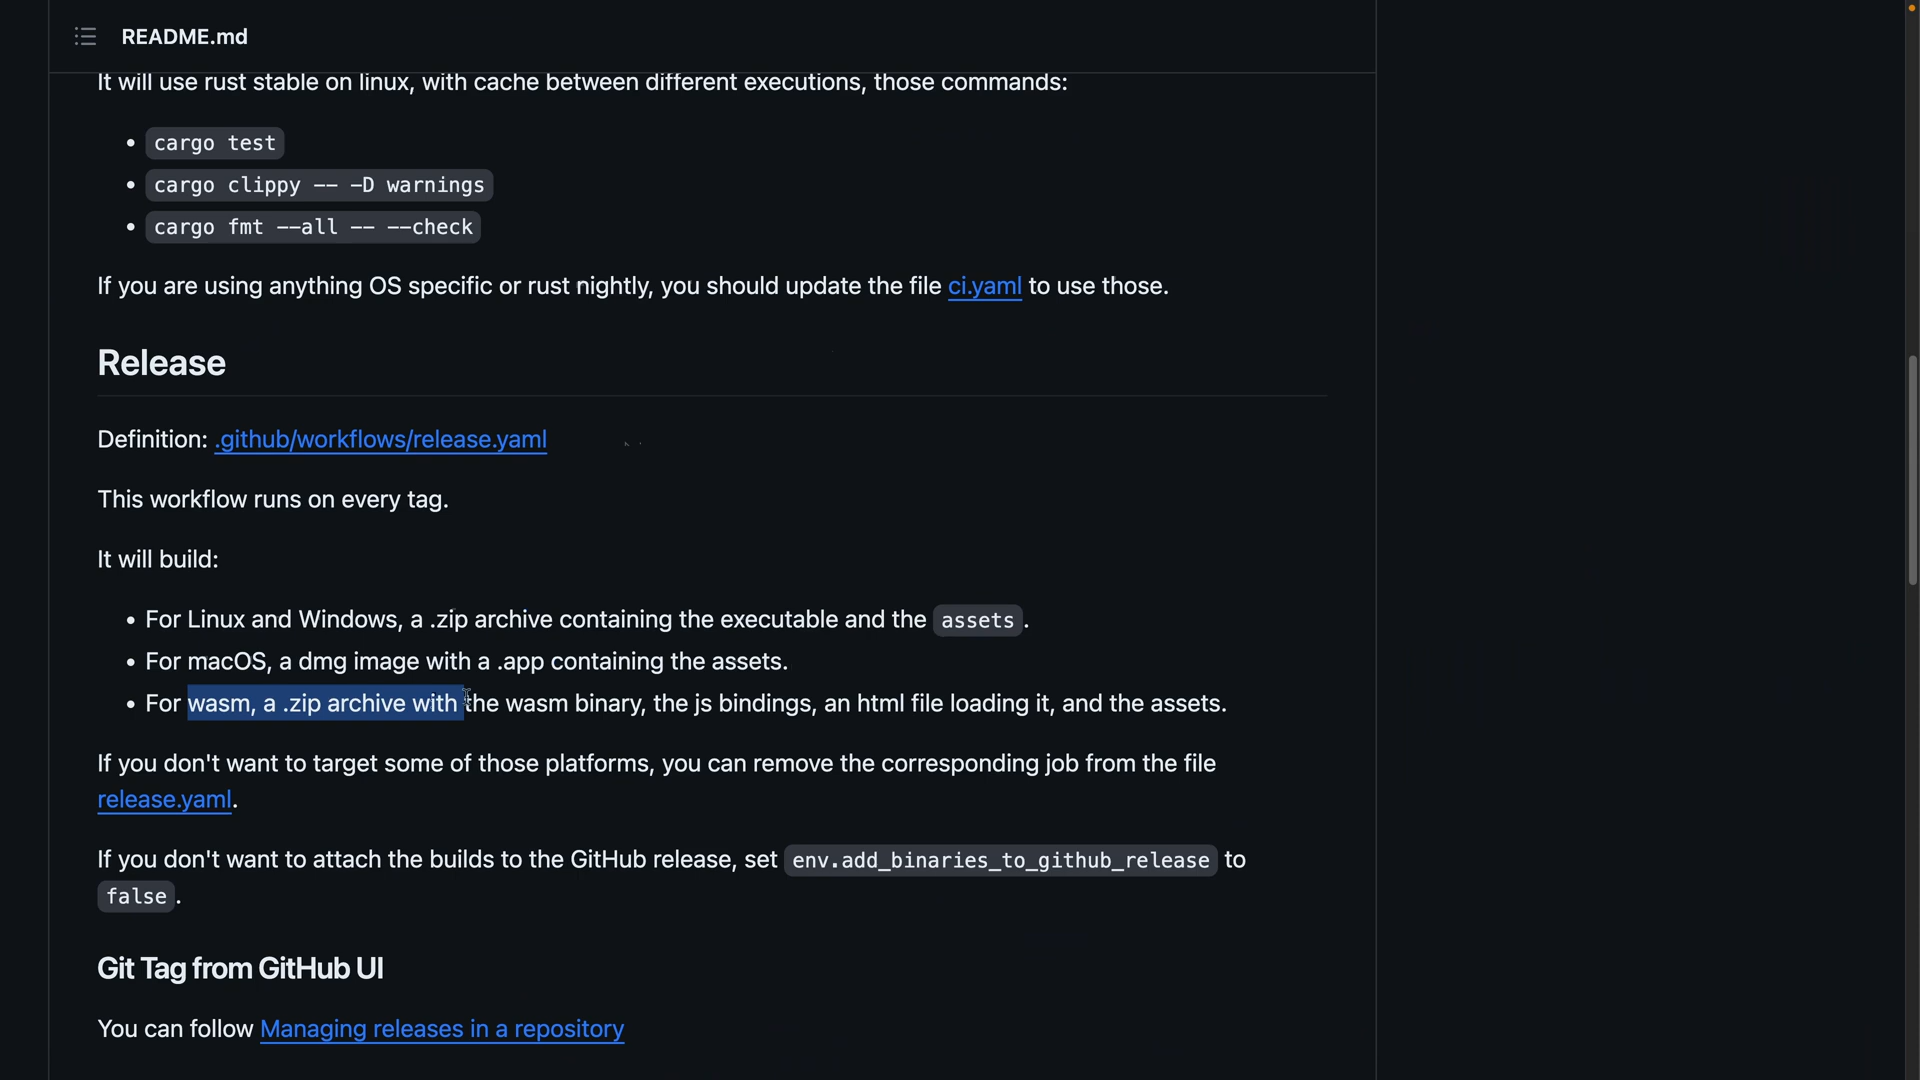 README.md
It will use rust stable on linux, with cache between different executions, those commands:
• cargo test
• cargo clippy -- -D warnings
• cargo fmt --all -- --check
If you are using anything OS specific or rust nightly, you should update the file ci.yaml to use those.
Release
Definition: .github/workflows/release.yaml
This workflow runs on every tag.
It will build:
• For Linux and Windows, a .zip archive containing the executable and the assets.
• For macOS, a dmg image with a .app containing the assets.
• For wasm, a .zip archive with the wasm binary, the js bindings, an html file loading it, and the assets.
If you don't want to target some of those platforms, you can remove the corresponding job from the file
release.yaml.
If you don't want to attach the builds to the GitHub release, set env.add_binaries_to_github_release to
false.
Git Tag from GitHub UI
You can follow Managing releases in a repository